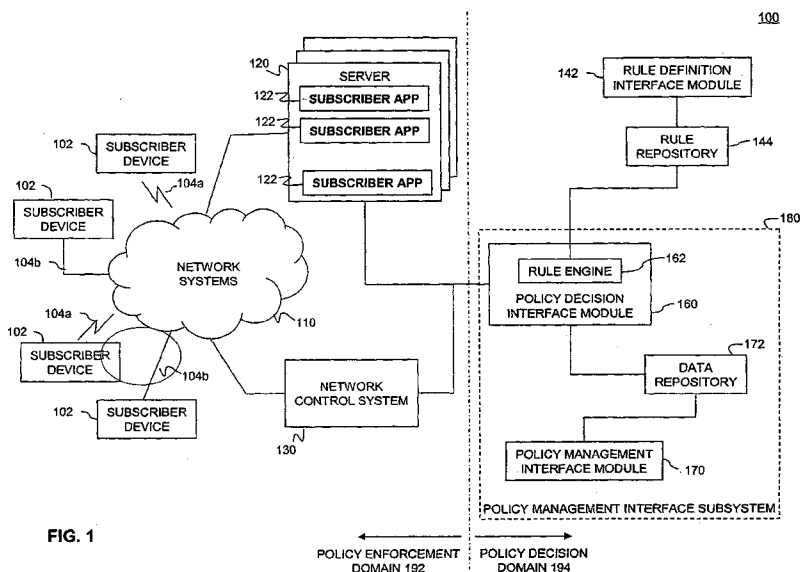 100
120
SERVER
122
SUBSCRIBER APP
122
SUBSCRIBER APP
122
SUBSCRIBER APP
142
RULE DEFINITION
INTERFACE MODULE
RULE
REPOSITORY
144
102
SUBSCRIBER
DEVICE
104a
102
SUBSCRIBER
DEVICE
104b
NETWORK
SYSTEMS
110
104a
102
SUBSCRIBER
DEVICE
104b
102
SUBSCRIBER
DEVICE
NETWORK
CONTROL SYSTEM
130
180
RULE ENGINE
162
POLICY DECISION
INTERFACE MODULE
160
172
DATA
REPOSITORY
POLICY MANAGEMENT
INTERFACE MODULE
170
POLICY MANAGEMENT INTERFACE SUBSYSTEM
FIG. 1
POLICY ENFORCEMENT
DOMAIN 192
POLICY DECISION
DOMAIN 194